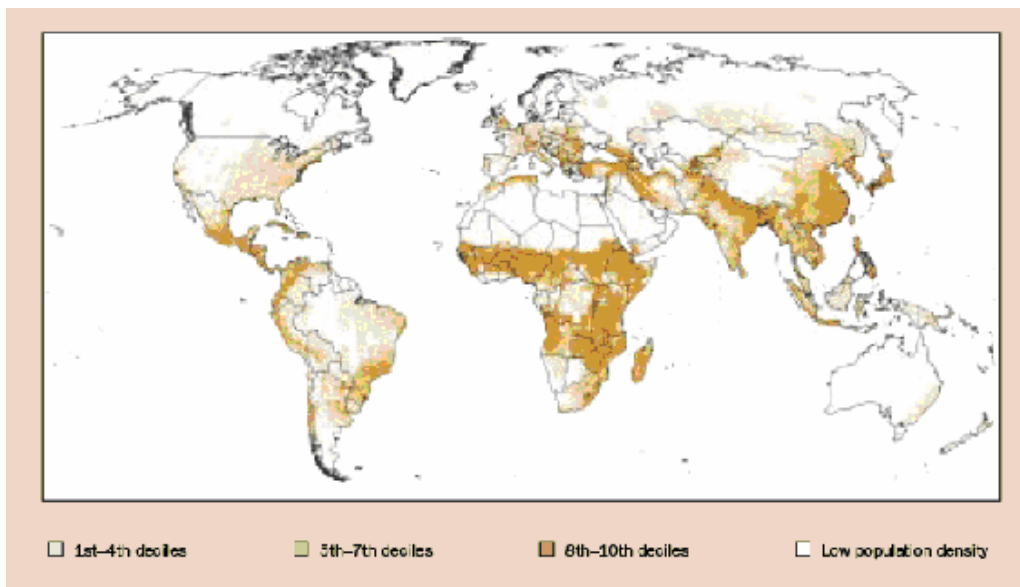 1st–4th deciles
5th–7th deciles
8th–10th deciles
Low population density